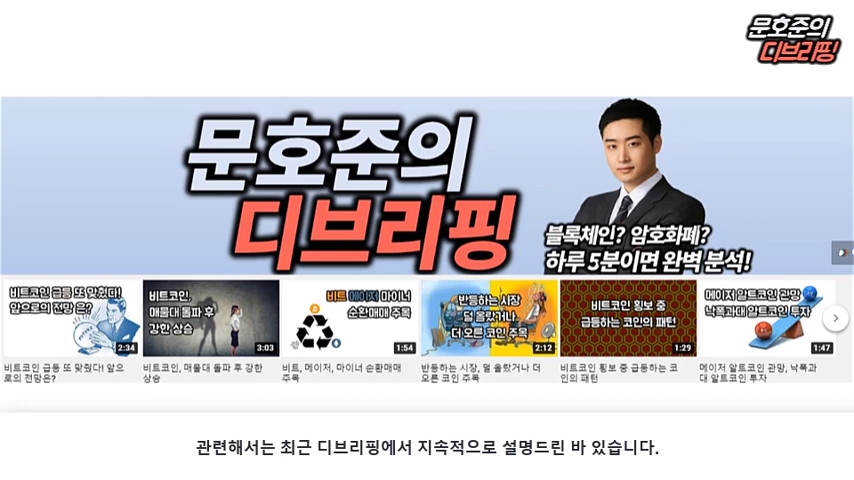 문호준의
디브리핑
문호준의
디브리핑
블록체인? 암호화폐?
하루 5분이면 완벽 분석!
비트코인 급등 또 맞췄다!
앞으로의 전망 은?
2:34
비트코인,
매물대 돌파 후
강한 상승
3:03
비트 메이저 마이너
순환매매 주목
1:54
반등하는 시장,
덜 올랐거나
더 오른 코인 주목
2:12
비트코인 횡보 중
급등하는 코인의 패턴
1:29
메이저 알트코인 관망
낙폭과대 알트코인 투자
1:47
비트코인 급등 또 맞췄다! 앞으
로의 전망은?
비트코인, 매물대 돌파 후 강한
상승
비트, 메이저, 마이너 순환매매
주목
반등하는 시장, 덜 올랐거나 더
오른 코인 주목
비트코인 횡보 중 급등하는 코
인의 패턴
메이저 알트코인 관망, 낙폭과
대 알트코인 투자
관련해서는 최근 디브리핑에서 지속적으로 설명드린 바 있습니다.